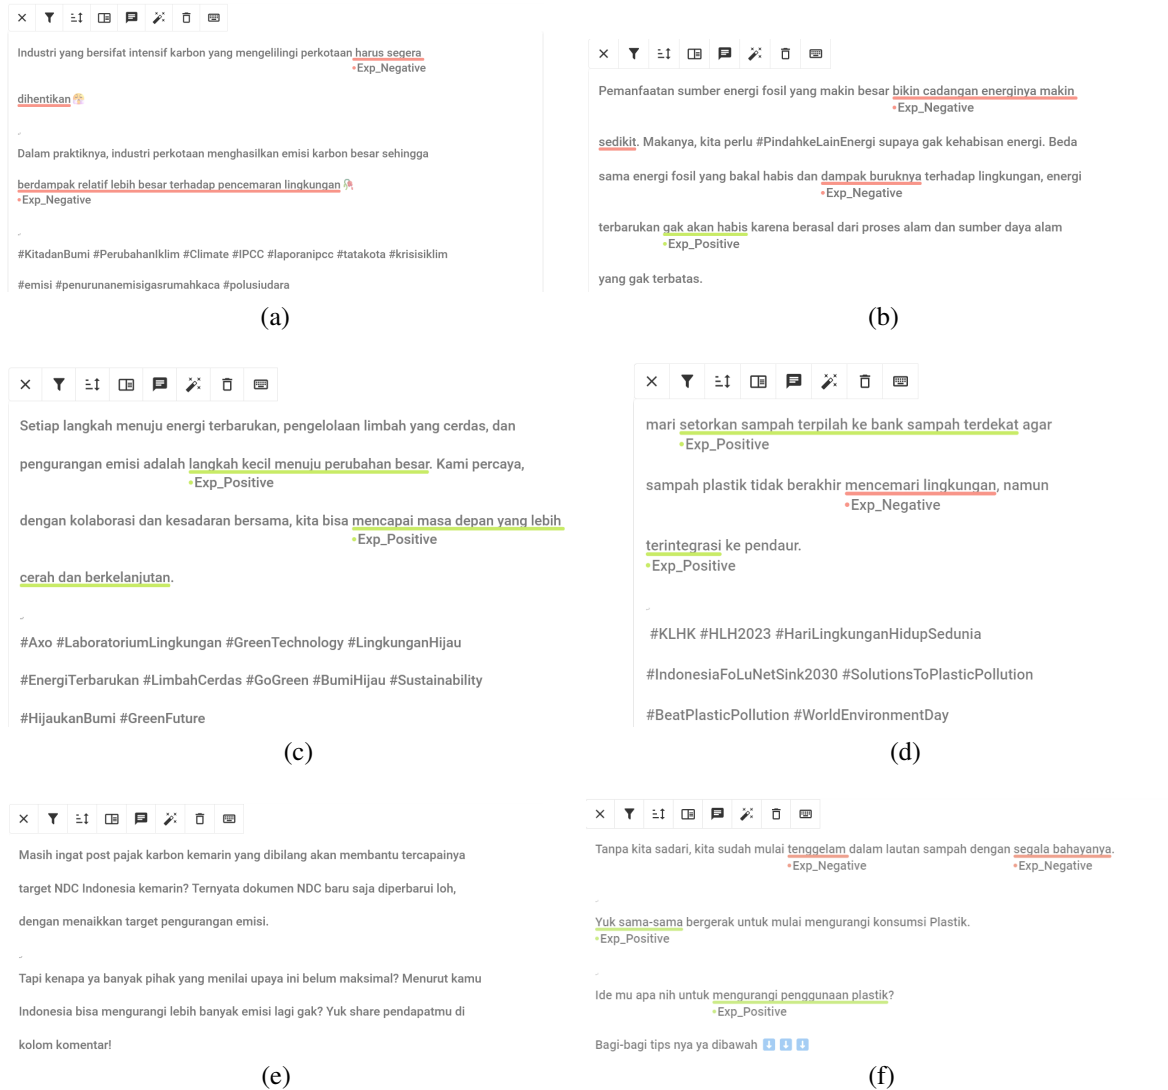 Industri yang bersifat intensif karbon yang mengelilingi perkotaan harus segera
•Exp_Negative
dihentikan
Dalam praktiknya, industri perkotaan menghasilkan emisi karbon besar sehingga
berdampak relatif lebih besar terhadap pencemaran lingkungan
•Exp_Negative
#KitadanBumi #PerubahanIklim #Climate #IPCC #laporanipcc #tatakota #krisisiklim
#emisi #penurunanemisigasrumahkaca #polusiudara
(a)
Pemanfaatan sumber energi fosil yang makin besar bikin cadangan energinya makin
•Exp_Negative
sedikit. Makanya, kita perlu #PindahkeLainEnergi supaya gak kehabisan energi. Beda
sama energi fosil yang bakal habis dan dampak buruknya terhadap lingkungan, energi
•Exp_Negative
terbarukan gak akan habis karena berasal dari proses alam dan sumber daya alam
•Exp_Positive
yang gak terbatas.
(b)
Setiap langkah menuju energi terbarukan, pengelolaan limbah yang cerdas, dan
pengurangan emisi adalah langkah kecil menuju perubahan besar. Kami percaya,
•Exp_Positive
dengan kolaborasi dan kesadaran bersama, kita bisa mencapai masa depan yang lebih
•Exp_Positive
cerah dan berkelanjutan.
#Axo #LaboratoriumLingkungan #GreenTechnology #LingkunganHijau
#EnergiTerbarukan #LimbahCerdas #GoGreen #BumiHijau #Sustainability
#HijaukanBumi #GreenFuture
(c)
mari setorkan sampah terpilah ke bank sampah terdekat agar
•Exp_Positive
sampah plastik tidak berakhir mencemari lingkungan, namun
•Exp_Negative
terintegrasi ke pendaur.
•Exp_Positive
#KLHK #HLH2023 #HariLingkunganHidupSedunia
#IndonesiaFoLuNetSink2030 #SolutionsToPlasticPollution
#BeatPlasticPollution #WorldEnvironmentDay
(d)
Masih ingat post pajak karbon kemarin yang dibilang akan membantu tercapainya
target NDC Indonesia kemarin? Ternyata dokumen NDC baru saja diperbarui loh,
dengan menaikkan target pengurangan emisi.
Tapi kenapa ya banyak pihak yang menilai upaya ini belum maksimal? Menurut kamu
Indonesia bisa mengurangi lebih banyak emisi lagi gak? Yuk share pendapatmu di
kolom komentar!
(e)
Tanpa kita sadari, kita sudah mulai tenggelam dalam lautan sampah dengan segala bahayanya.
•Exp_Negative •Exp_Negative
Yuk sama-sama bergerak untuk mulai mengurangi konsumsi Plastik.
•Exp_Positive
Ide mu apa nih untuk mengurangi penggunaan plastik?
•Exp_Positive
Bagi-bagi tips nya ya dibawah ⬇️⬇️⬇️
(f)